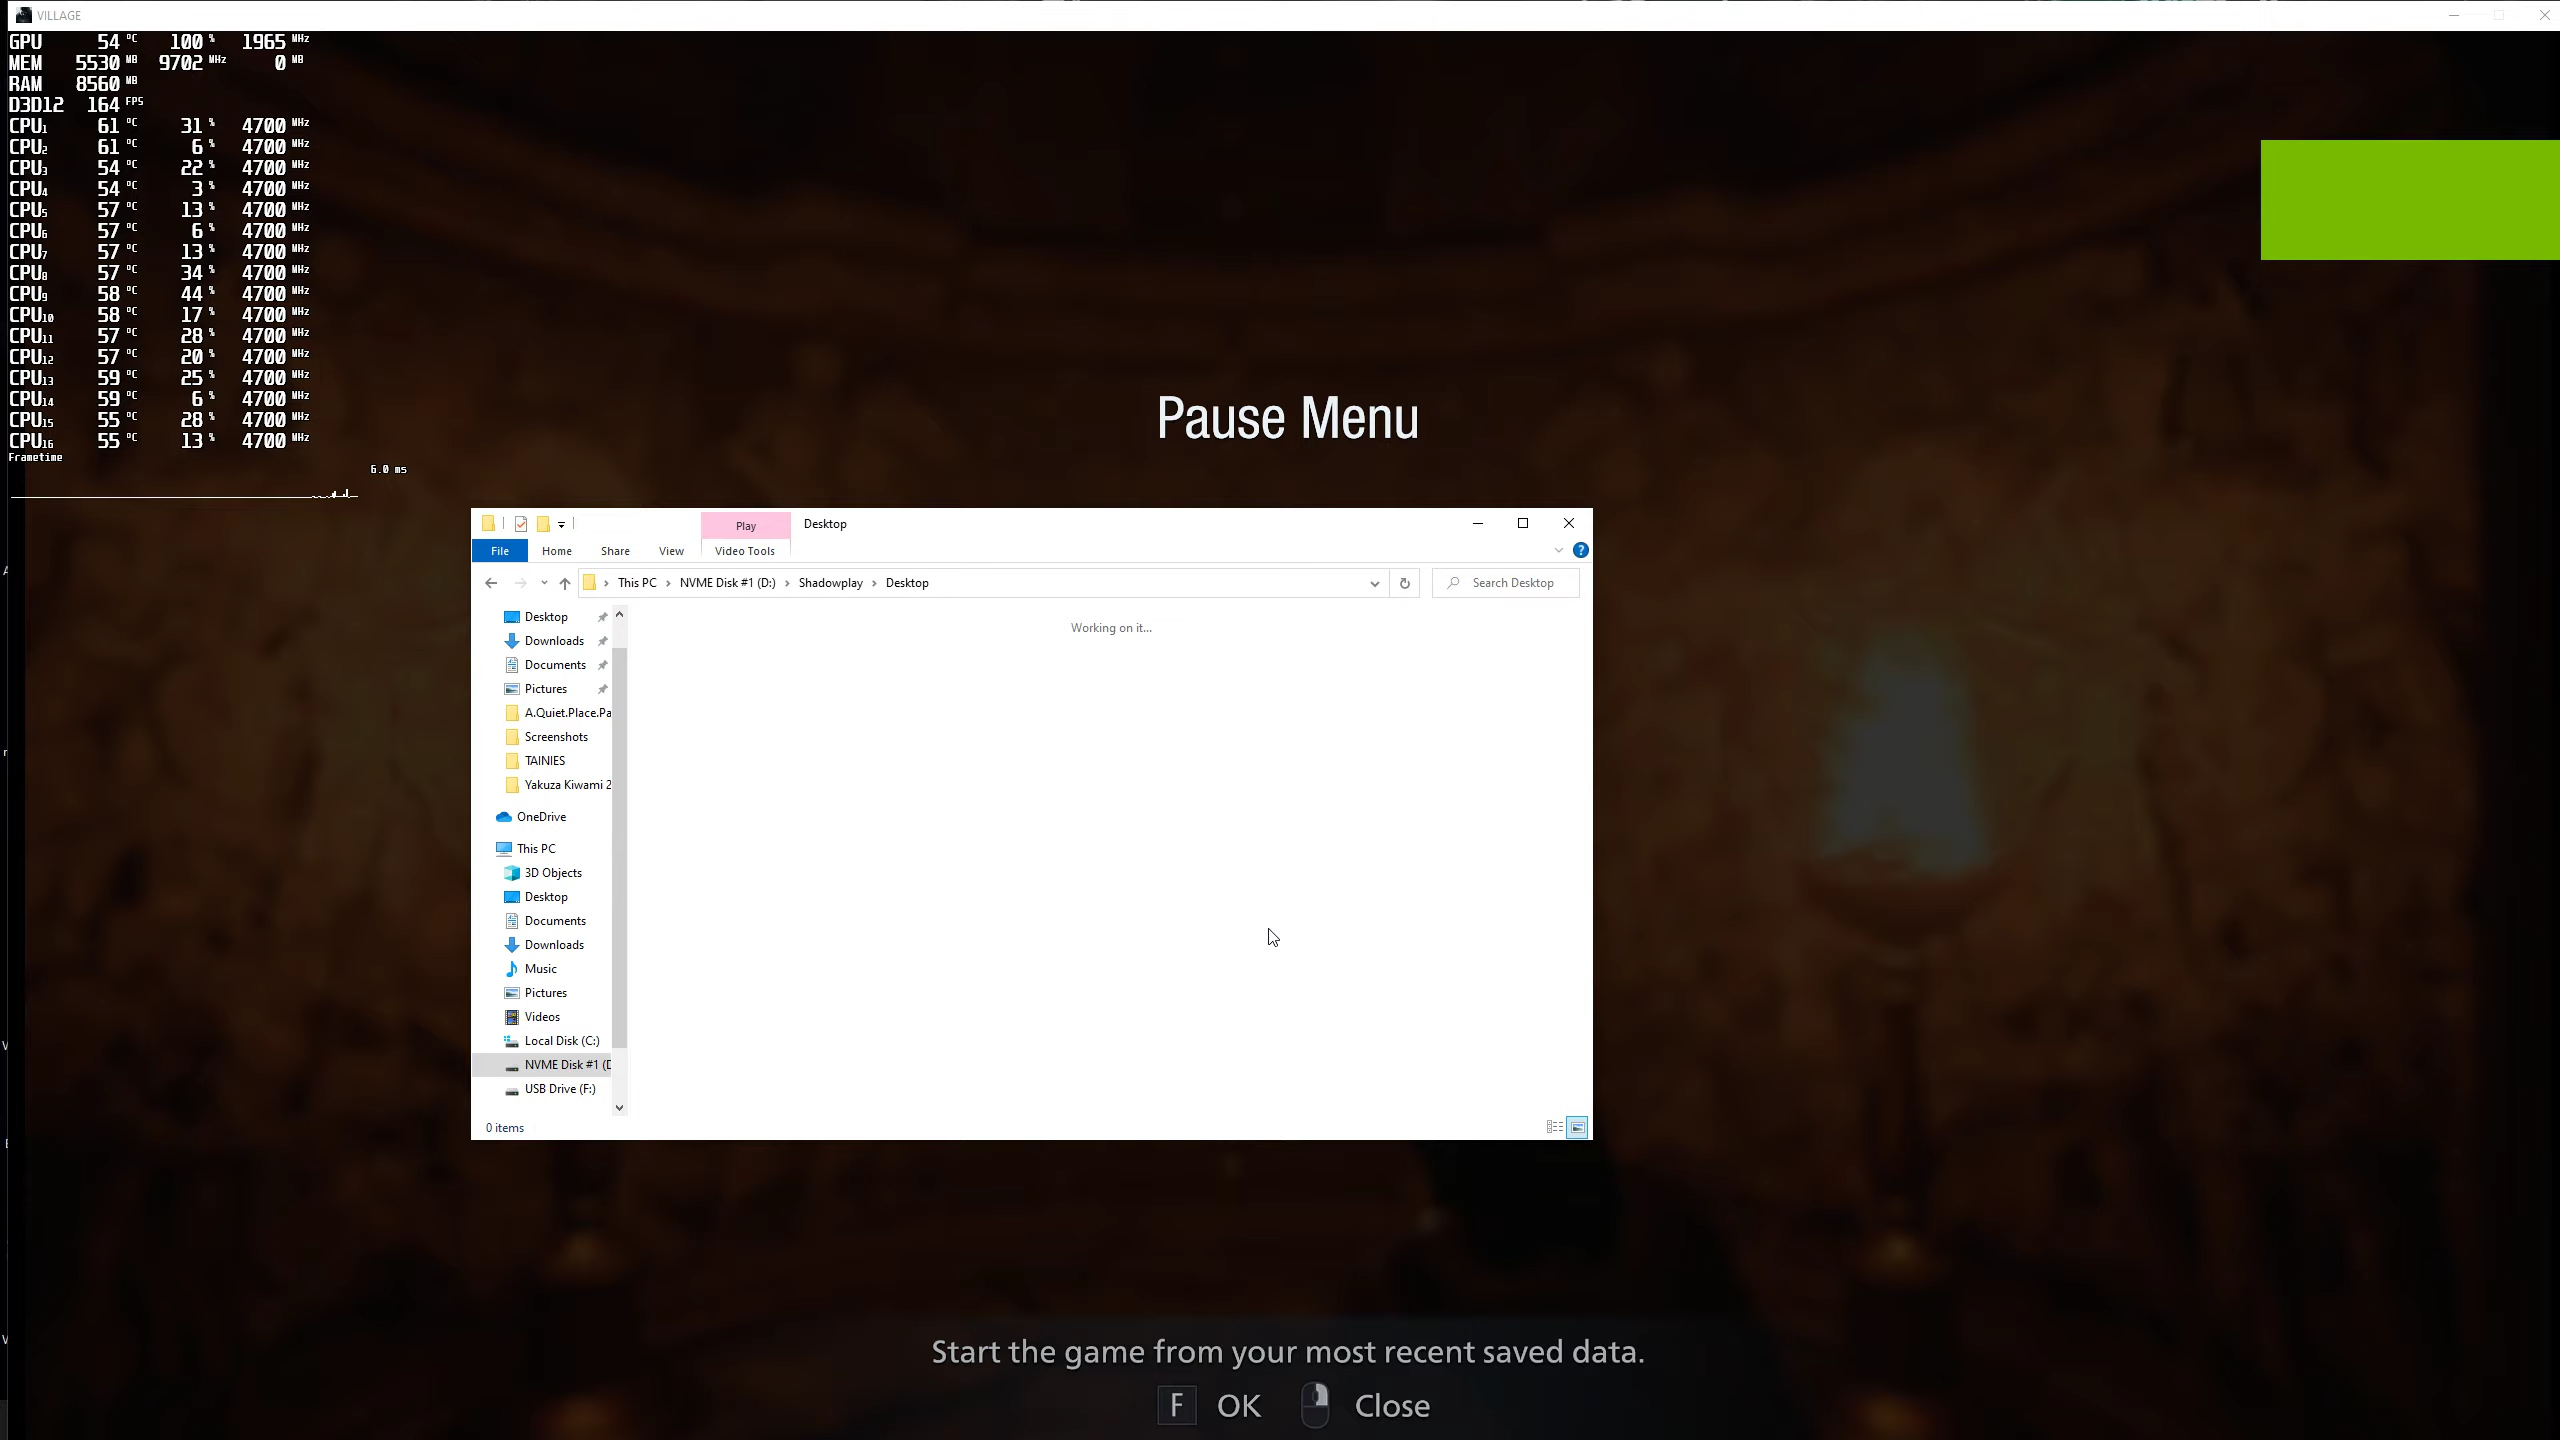 VILLAGE
GPU 54 °C 100 % 1965 MHz
MEM 5530 MB 9702 MHz 0 MB
RAM 8560 MB
D3D12 164 FPS
CPU1 61 °C 31 % 4700 MHz
CPU2 61 °C 6 % 4700 MHz
CPU3 54 °C 22 % 4700 MHz
CPU4 54 °C 3 % 4700 MHz
CPU5 57 °C 13 % 4700 MHz
CPU6 57 °C 6 % 4700 MHz
CPU7 57 °C 13 % 4700 MHz
CPU8 57 °C 34 % 4700 MHz
CPU9 58 °C 44 % 4700 MHz
CPU10 58 °C 17 % 4700 MHz
CPU11 57 °C 28 % 4700 MHz
CPU12 57 °C 20 % 4700 MHz
CPU13 59 °C 25 % 4700 MHz
CPU14 59 °C 6 % 4700 MHz
CPU15 55 °C 28 % 4700 MHz
CPU16 55 °C 13 % 4700 MHz
Frametime
6.0 ms
Pause Menu
Play Desktop
File Home Share View Video Tools
This PC > NVME Disk #1 (D:) > Shadowplay > Desktop
Search Desktop
Desktop
Downloads
Documents
Pictures
A.Quiet.Place.Pa
Screenshots
TAINIES
Yakuza Kiwami 2
OneDrive
This PC
3D Objects
Desktop
Documents
Downloads
Music
Pictures
Videos
Local Disk (C:)
NVME Disk #1 (D
USB Drive (F:)
Working on it...
0 items
Start the game from your most recent saved data.
F OK Close